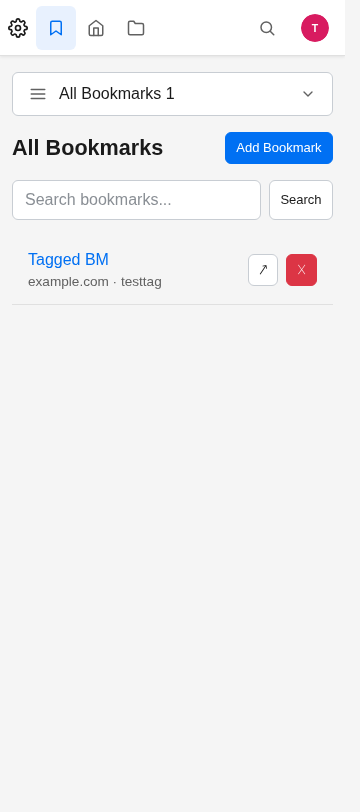 T
All Bookmarks 1
All Bookmarks
Add Bookmark
Search bookmarks...
Search
Tagged BM
example.com · testtag